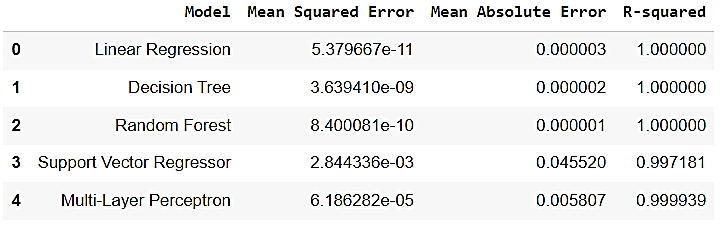 Model Mean Squared Error Mean Absolute Error R-squared
0 Linear Regression 5.379667e-11 0.000003 1.000000
1 Decision Tree 3.639410e-09 0.000002 1.000000
2 Random Forest 8.400081e-10 0.000001 1.000000
3 Support Vector Regressor 2.844336e-03 0.045520 0.997181
4 Multi-Layer Perceptron 6.186282e-05 0.005807 0.999939